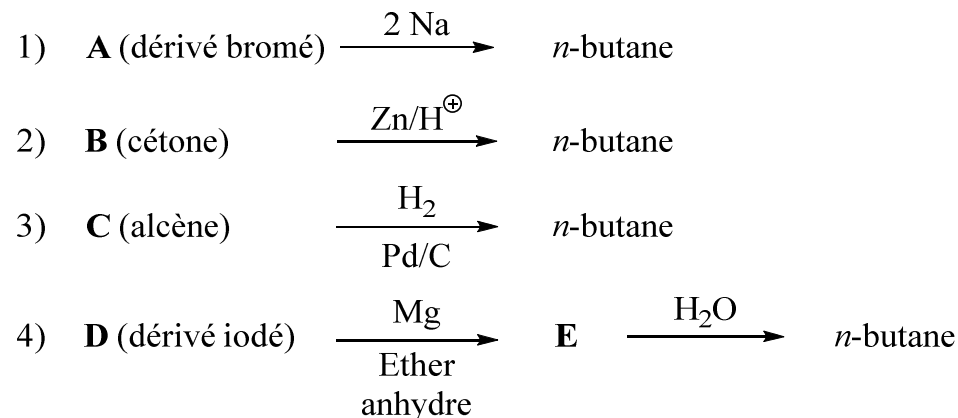 1) A (dérivé bromé) 2 Na n-butane
2) B (cétone) Zn/H⊕ n-butane
3) C (alcène) H₂ Pd/C n-butane
4) D (dérivé iodé) Mg Ether anhydre E H₂O n-butane